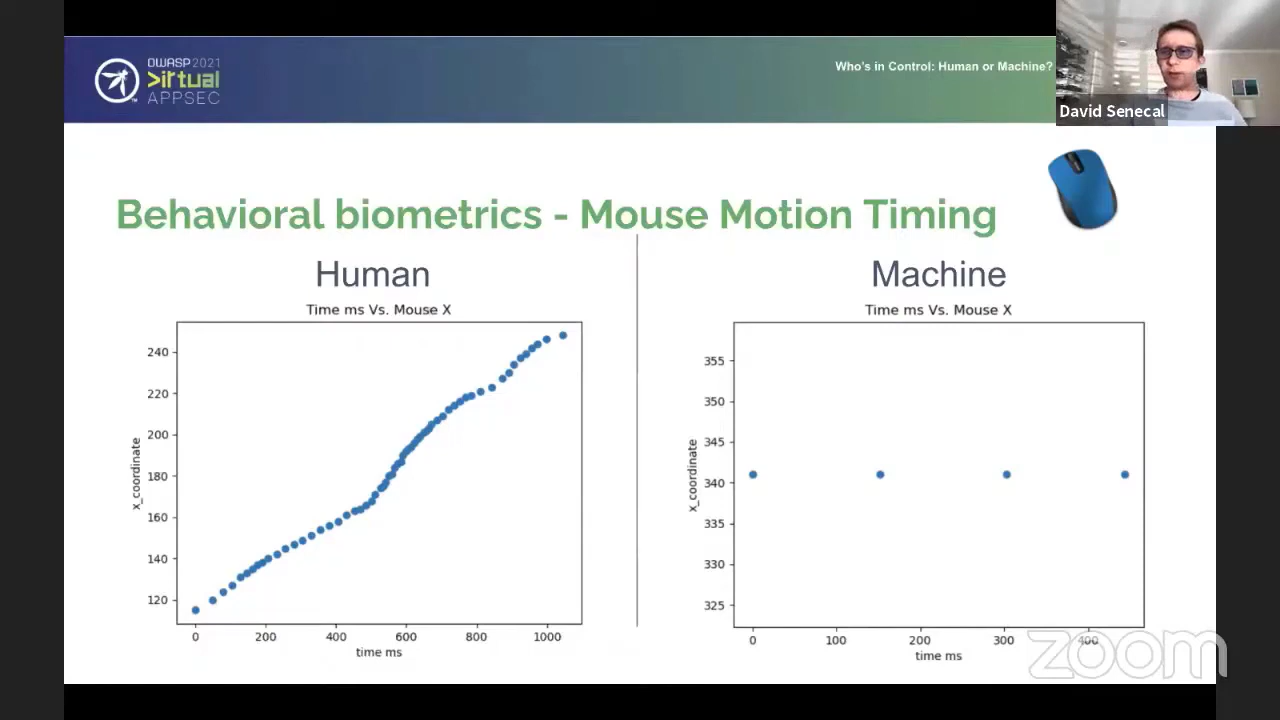 OWASP 2021
>irtual
APPSEC
Who's in Control: Human or Machine?
David Senecal
Behavioral biometrics - Mouse Motion Timing
Human
Machine
Time ms Vs. Mouse X
x_coordinate
240
220
200
180
160
140
120
0 200 400 600 800 1000
time ms
Time ms Vs. Mouse X
x_coordinate
355
350
345
340
335
330
325
0 100 200 300 400
time ms
zoom